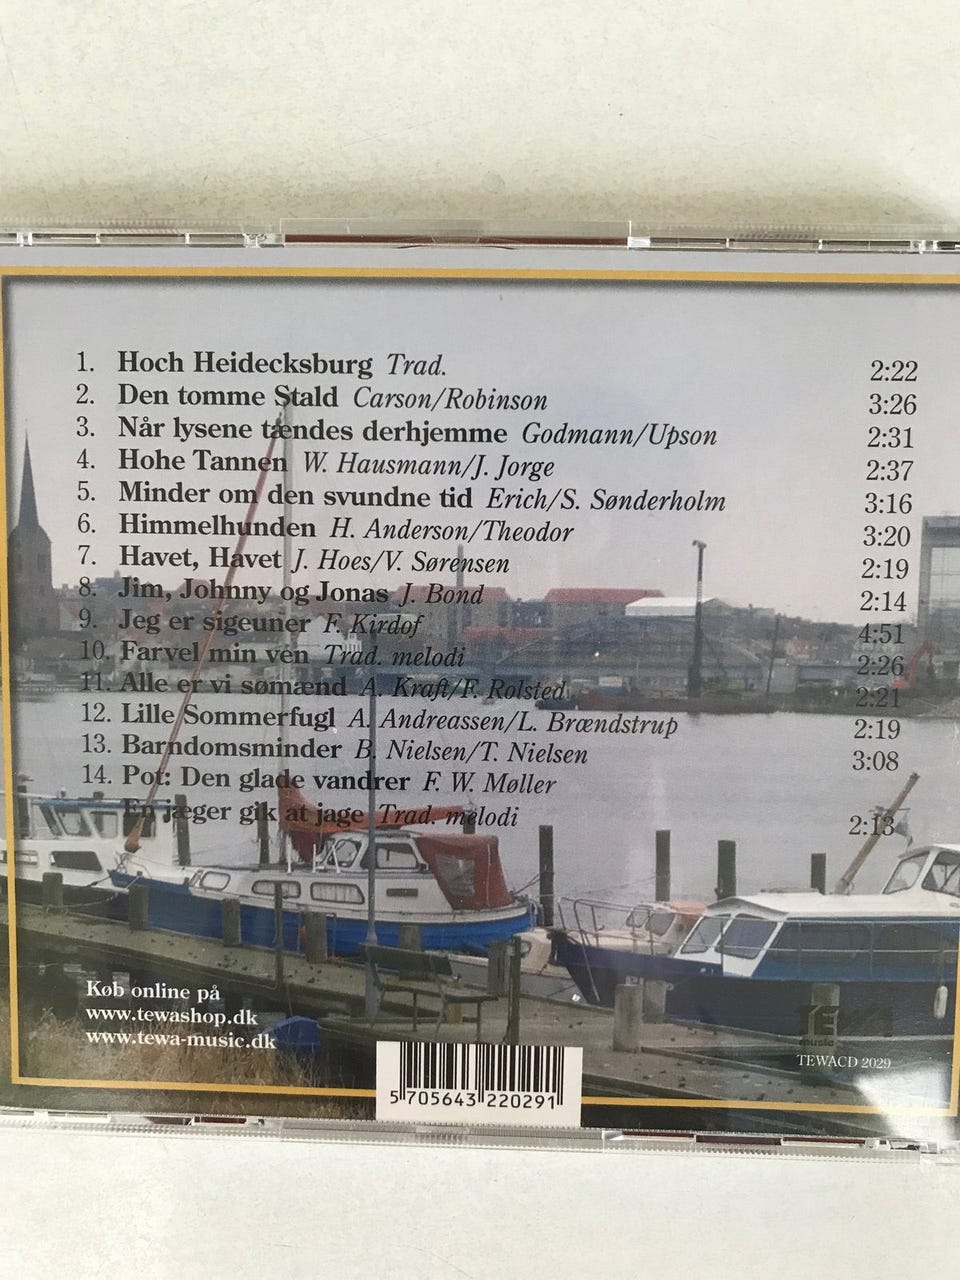 1. Hoch Heidecksburg Trad. 2:22
2. Den tomme Stald Carson/Robinson 3:26
3. Når lysene tændes derhjemme Godmann/Upson 2:31
4. Hohe Tannen W. Hausmann/J. Jorge 2:37
5. Minder om den svundne tid Erich/S. Sønderholm 3:16
6. Himmelhunden H. Anderson/Theodor 3:20
7. Havet, Havet J. Hoes/V. Sørensen 2:19
8. Jim, Johnny og Jonas J. Bond 2:14
9. Jeg er sigeuner F. Kirdof 4:51
10. Farvel min ven Trad. melodi 2:26
11. Alle er vi sømænd A. Kraft/F. Rolsted 2:21
12. Lille Sommerfugl A. Andreassen/L. Brændstrup 2:19
13. Barndomsminder B. Nielsen/T. Nielsen 3:08
14. Pot: Den glade vandrer F. W. Møller
En jæger gik at jage Trad. melodi 2:13
Køb online på
www.tewashop.dk
www.tewa-music.dk
TEWA
music
TEWACD 2029
5 705643 220291